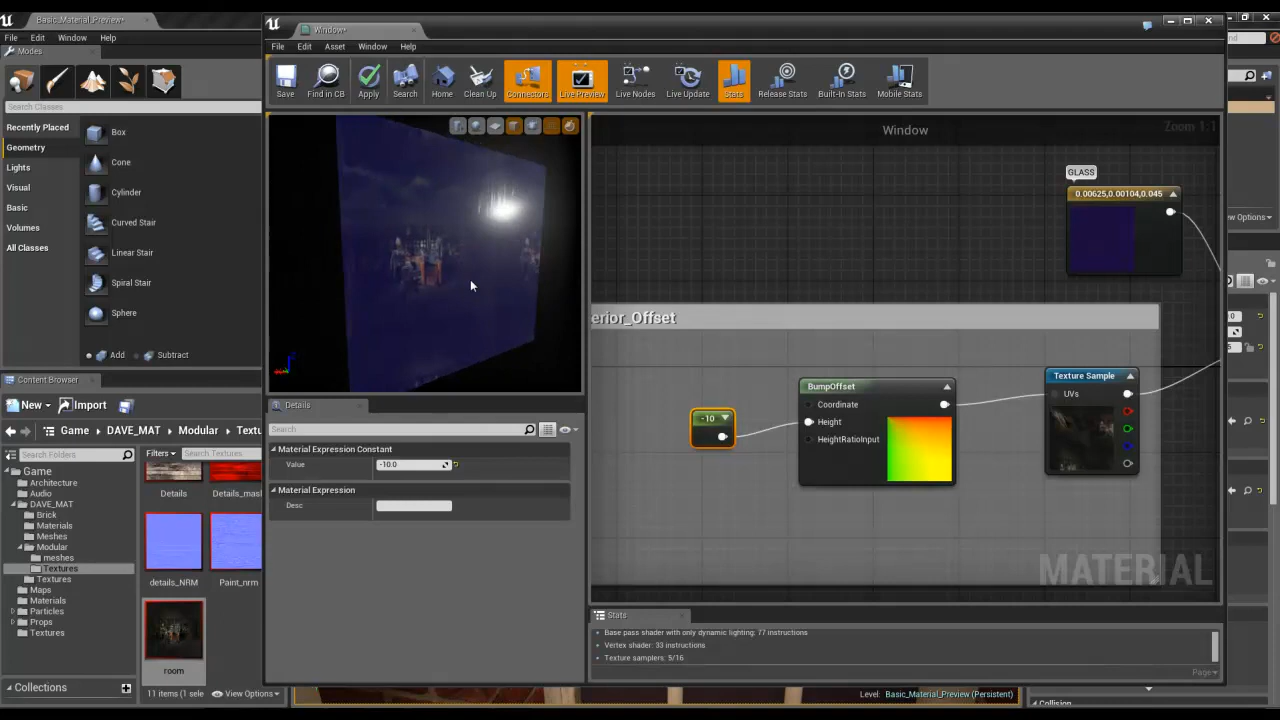 Basic_Material_Preview*
File Edit Window Help
Modes
Search Classes
Recently Placed
Geometry
Lights
Visual
Basic
Volumes
All Classes
Box
Cone
Cylinder
Curved Stair
Linear Stair
Spiral Stair
Sphere
Add Subtract
Content Browser
New Import
Game DAVE_MAT Modular Textu
Search Folders
Filters Search Textures
Game
Architecture
Audio
DAVE_MAT
Brick
Materials
Meshes
Modular
meshes
Textures
Textures
Maps
Materials
Particles
Props
Textures
Details Details_mask
details_NRM Paint_nrm
room
Collections
11 items (1 sele View Options
Window*
File Edit Asset Window Help
Save Find in CB Apply Search Home Clean Up Connectors Live Preview Live Nodes Live Update Stats Release Stats Built-In Stats Mobile Stats
Details
Search
Material Expression Constant
Value -10.0
Material Expression
Desc
Window
Zoom 1:1
GLASS
0.00625,0.00104,0.045
erior_Offset
-10
BumpOffset
Coordinate
Height
HeightRatioInput
Texture Sample
UVs
MATERIAL
Stats
Base pass shader with only dynamic lighting: 77 instructions
Vertex shader: 33 instructions
Texture samplers: 5/16
Page
Level: Basic_Material_Preview (Persistent)
View Options
Collision